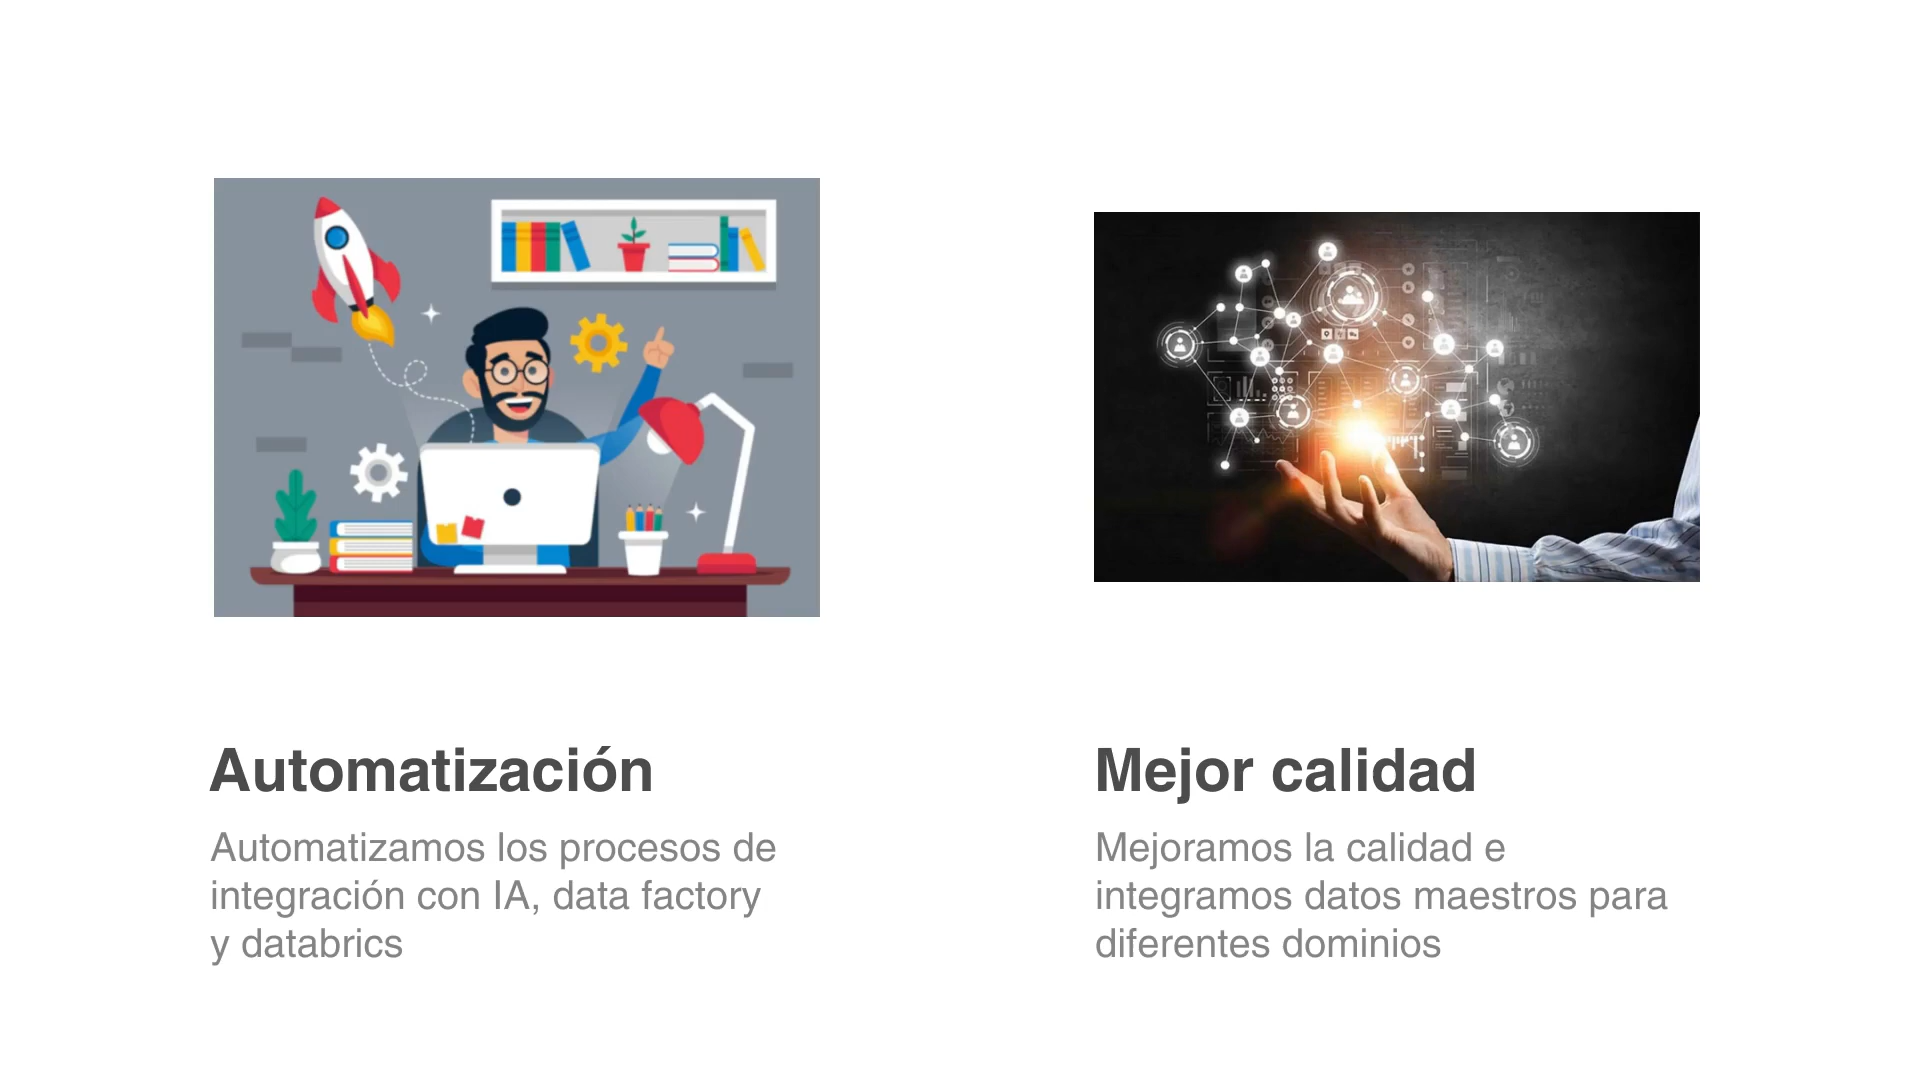 Automatización
Automatizamos los procesos de
integración con IA, data factory
y databrics
Mejor calidad
Mejoramos la calidad e
integramos datos maestros para
diferentes dominios